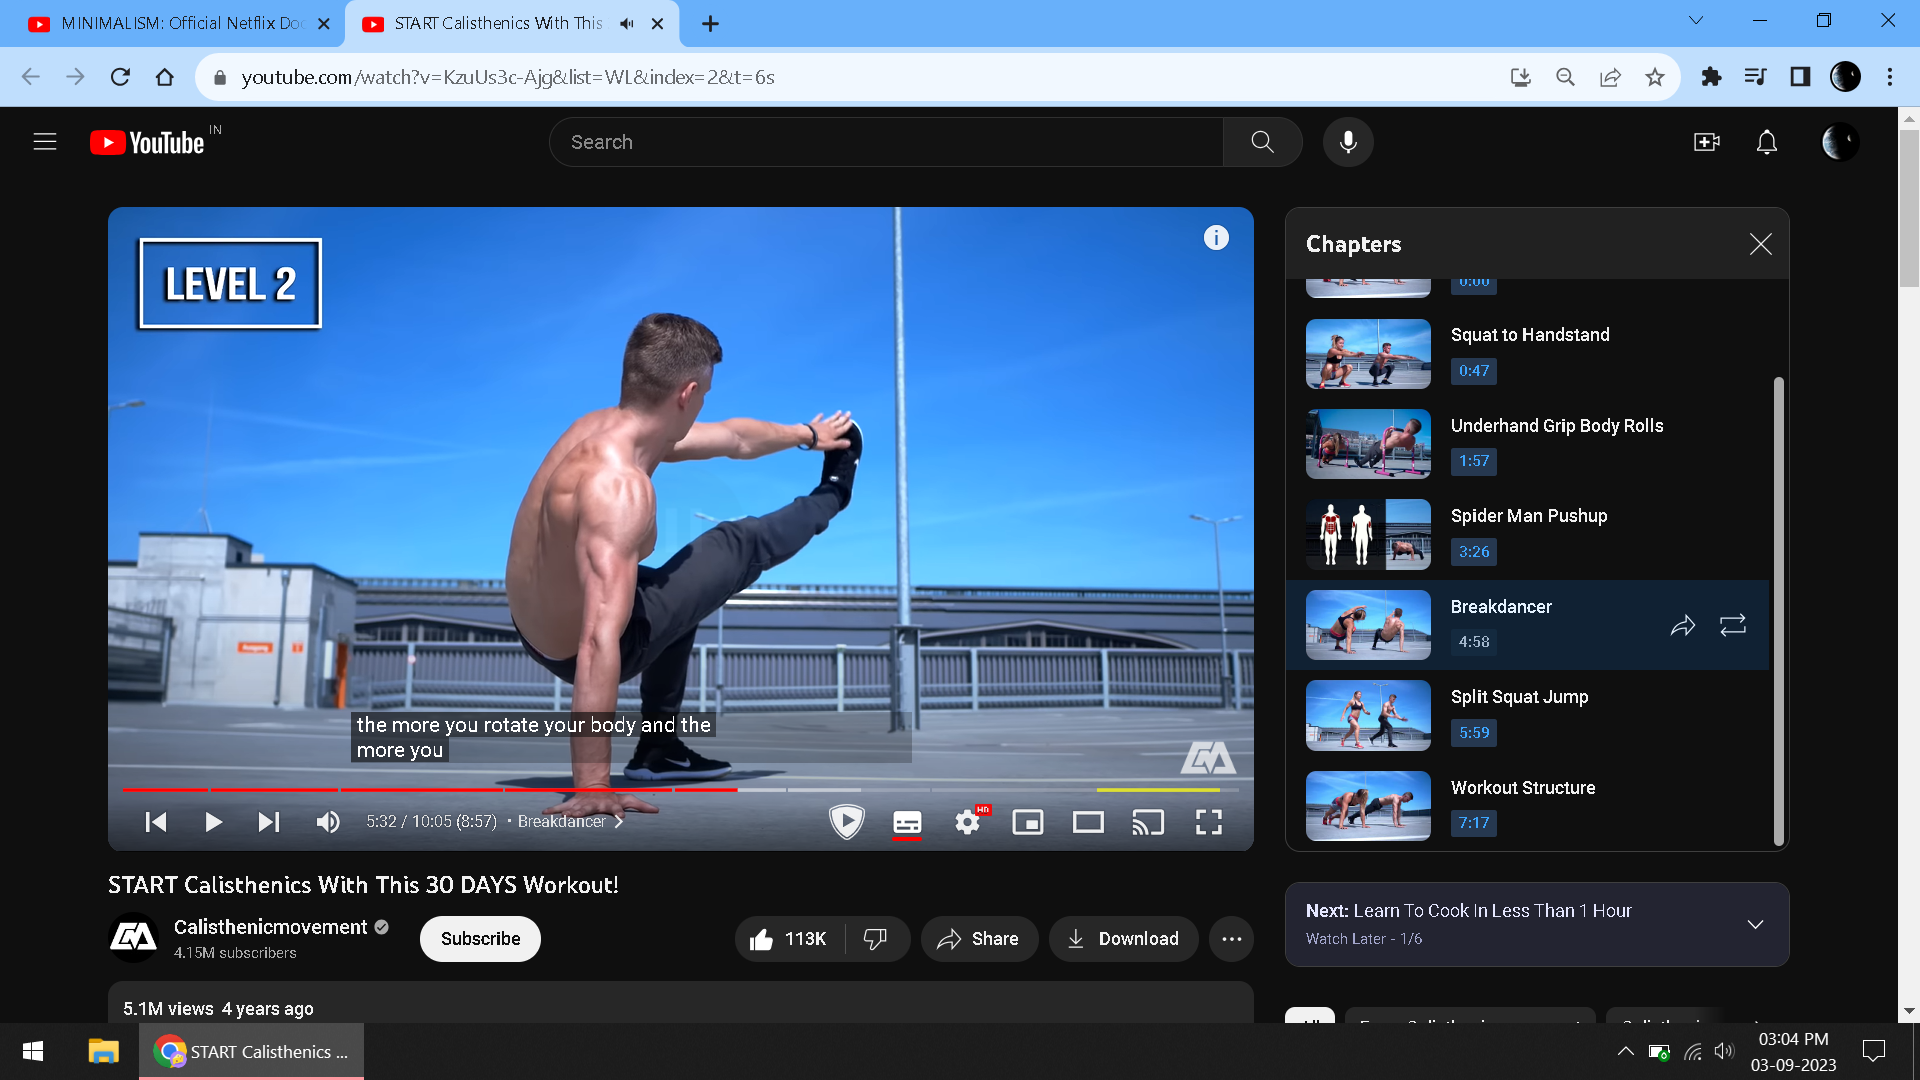 MINIMALISM: Official Netflix Doc
START Calisthenics With This
youtube.com/watch?v=KzuUs3c-Ajg&list=WL&index=2&t=6s
YouTube IN
Search
LEVEL 2
the more you rotate your body and the
more you
5:32 / 10:05 (8:57) • Breakdancer
HD
START Calisthenics With This 30 DAYS Workout!
Calisthenicmovement
4.15M subscribers
Subscribe
113K
Share
Download
5.1M views 4 years ago
Chapters
0:00
Squat to Handstand
0:47
Underhand Grip Body Rolls
1:57
Spider Man Pushup
3:26
Breakdancer
4:58
Split Squat Jump
5:59
Workout Structure
7:17
Next: Learn To Cook In Less Than 1 Hour
Watch Later - 1/6
START Calisthenics ...
03:04 PM
03-09-2023